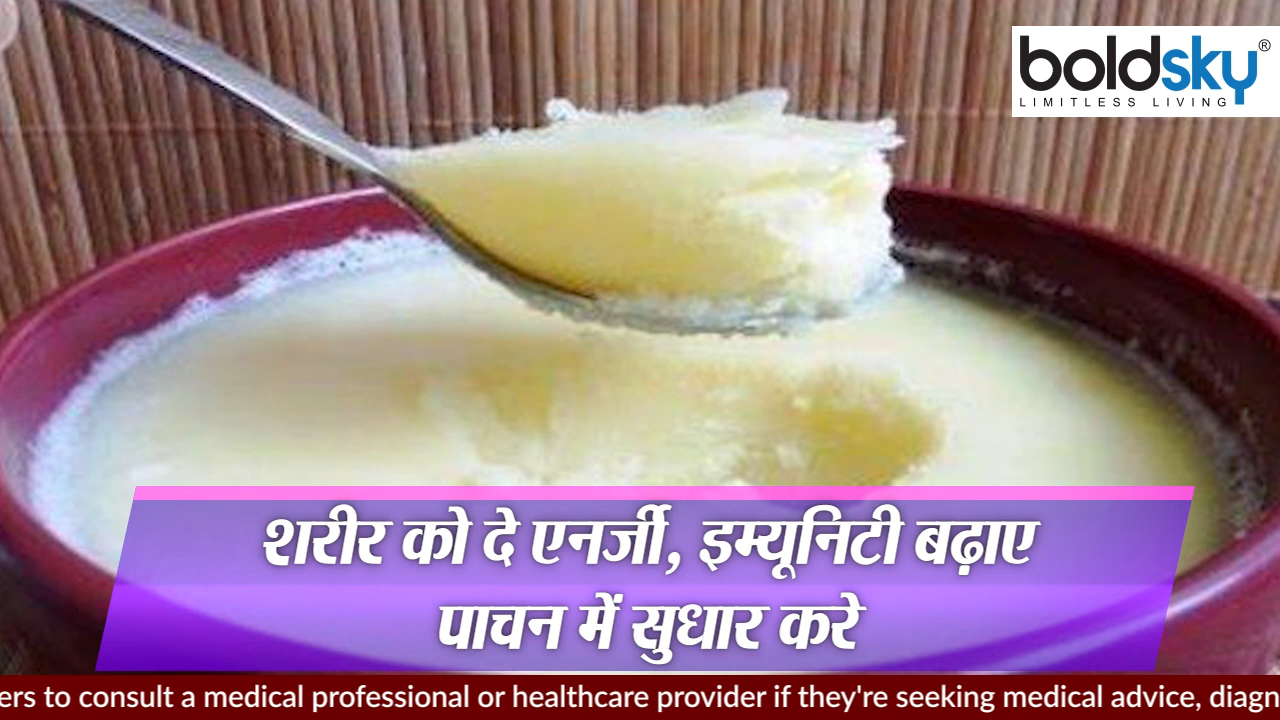 boldsky®
LIMITLESS LIVING
शरीर को दे एनर्जी, इम्यूनिटी बढ़ाए
पाचन में सुधार करे
ers to consult a medical professional or healthcare provider if they're seeking medical advice, diagn